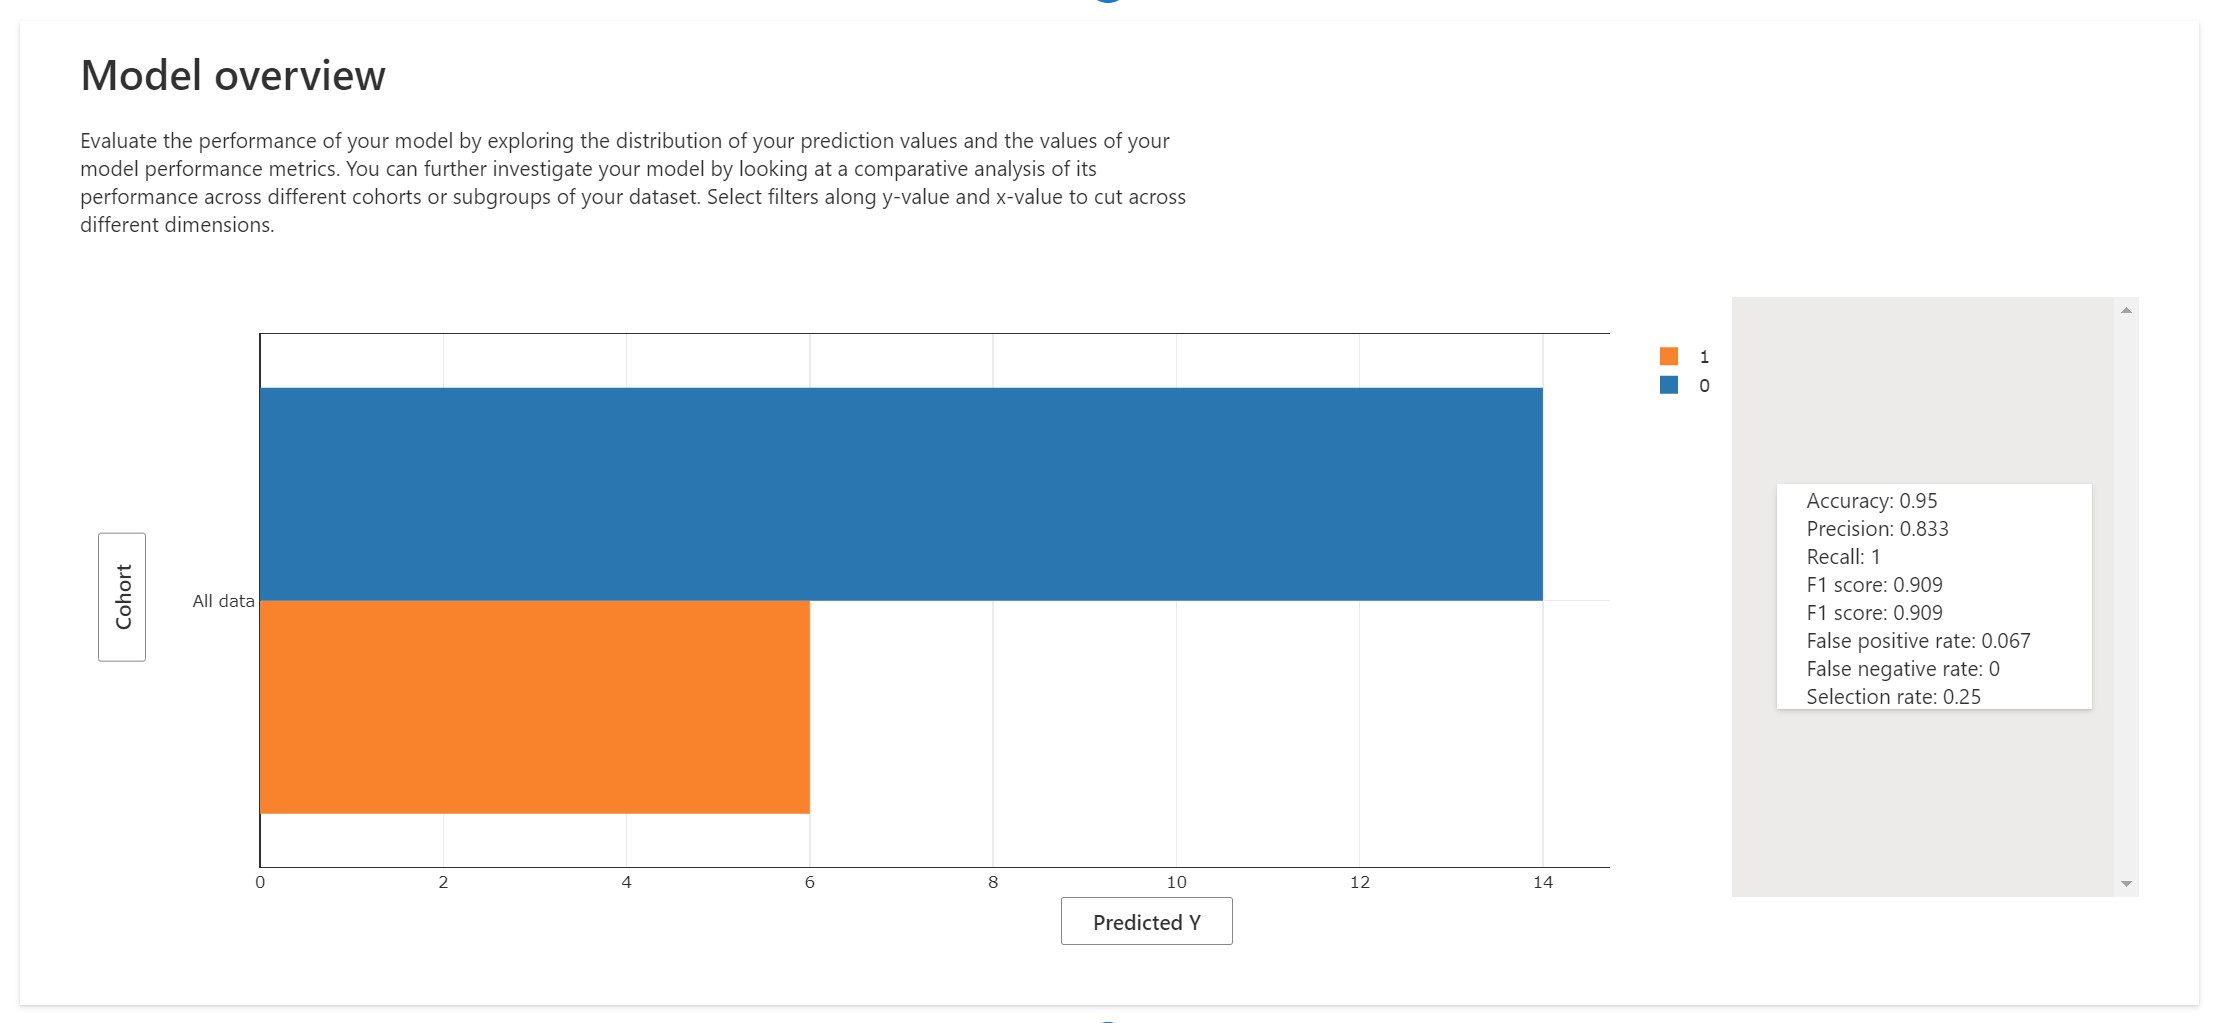 Model overview
Evaluate the performance of your model by exploring the distribution of your prediction values and the values of your
model performance metrics. You can further investigate your model by looking at a comparative analysis of its
performance across different cohorts or subgroups of your dataset. Select filters along y-value and x-value to cut across
different dimensions.
Cohort
All data
0 2 4 6 8 10 12 14
Predicted Y
1
0
Accuracy: 0.95
Precision: 0.833
Recall: 1
F1 score: 0.909
F1 score: 0.909
False positive rate: 0.067
False negative rate: 0
Selection rate: 0.25